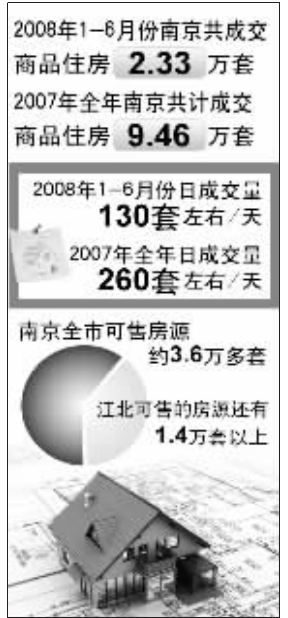 2008年1-6月份南京共成交
商品住房 2.33 万套
2007年全年南京共计成交
商品住房 9.46 万套
2008年1-6月份日成交量
130套左右/天
2007年全年日成交量
260套左右/天
南京全市可售房源
约3.6万多套
江北可售的房源还有
1.4万套以上